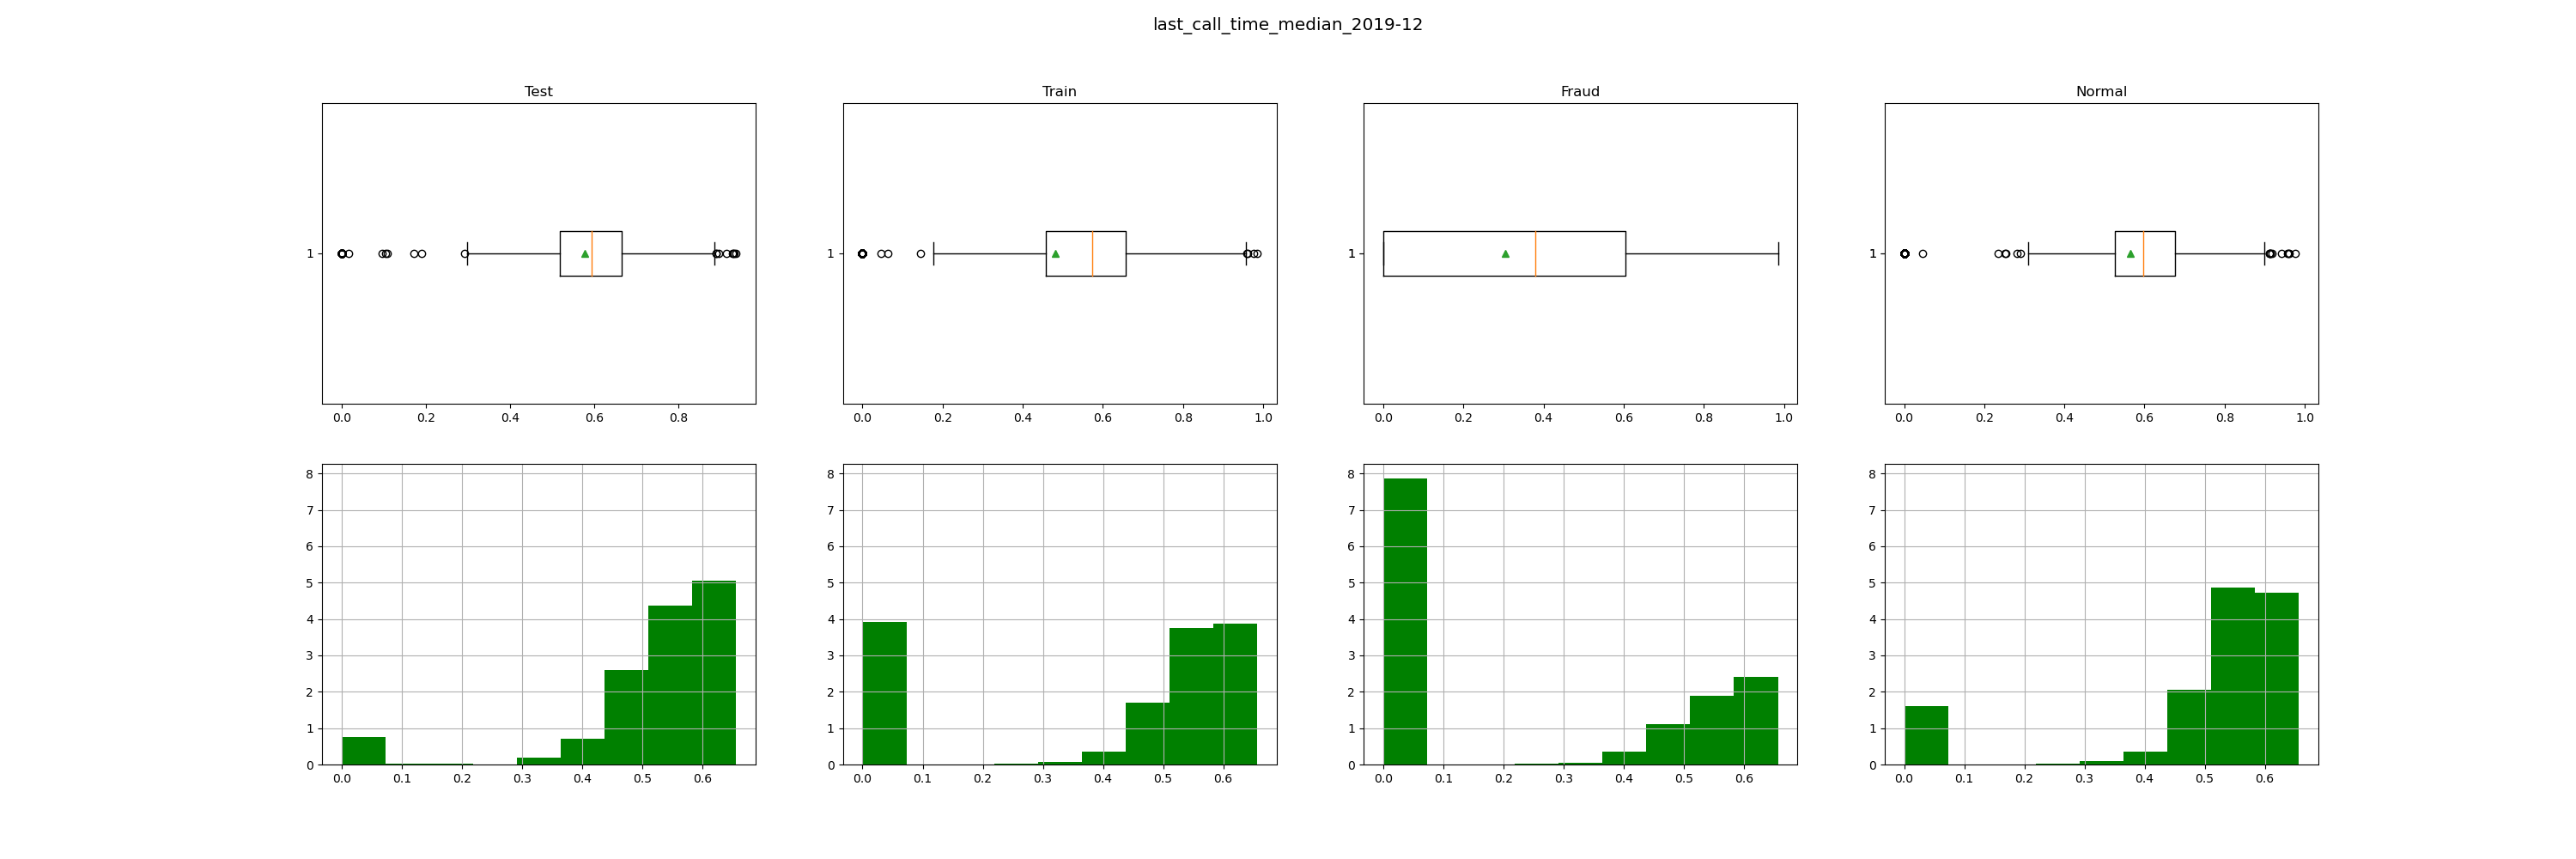 last_call_time_median_2019-12
Test Train Fraud Normal
1 1 1 1
0.0 0.2 0.4 0.6 0.8 0.0 0.2 0.4 0.6 0.8 1.0 0.0 0.2 0.4 0.6 0.8 1.0 0.0 0.2 0.4 0.6 0.8 1.0
8 8 8 8
7 7 7 7
6 6 6 6
5 5 5 5
4 4 4 4
3 3 3 3
2 2 2 2
1 1 1 1
0 0 0 0
0.0 0.1 0.2 0.3 0.4 0.5 0.6 0.0 0.1 0.2 0.3 0.4 0.5 0.6 0.0 0.1 0.2 0.3 0.4 0.5 0.6 0.0 0.1 0.2 0.3 0.4 0.5 0.6